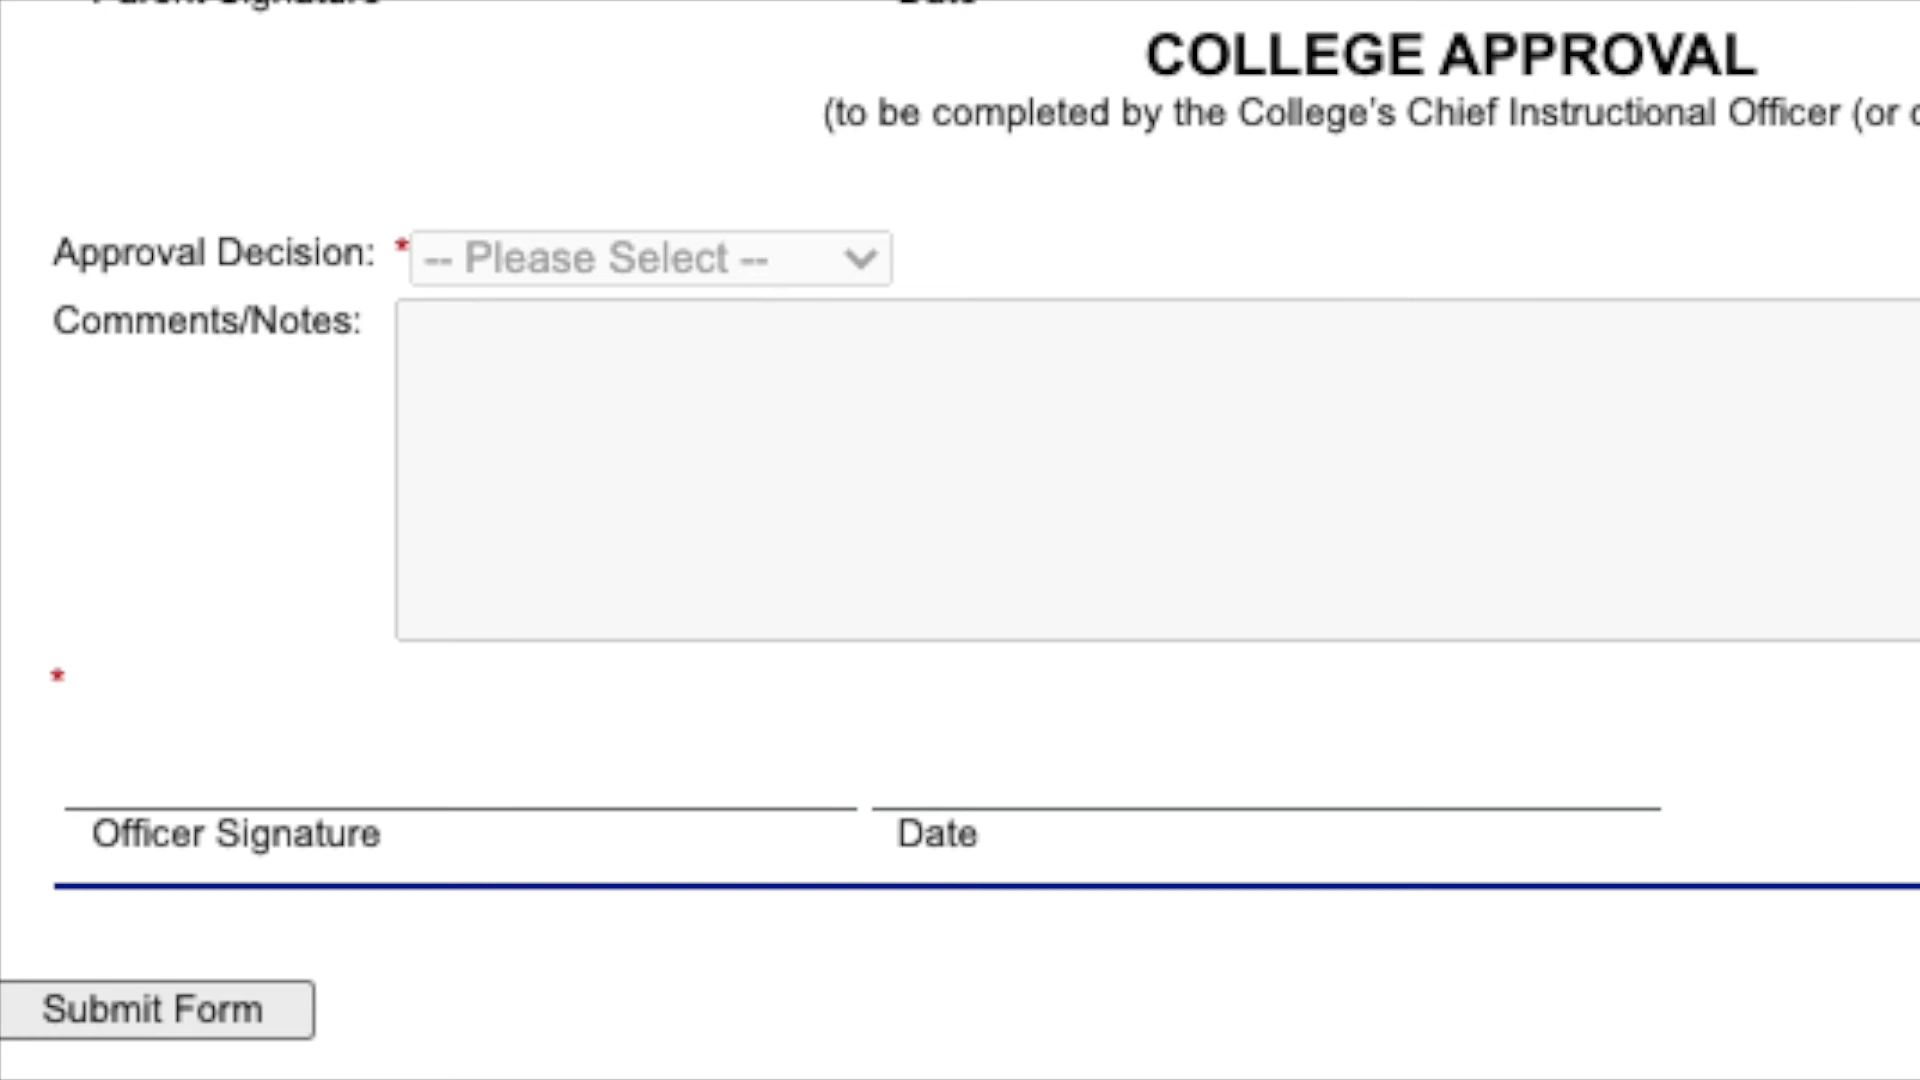 COLLEGE APPROVAL
(to be completed by the College's Chief Instructional Officer (or
Approval Decision: * -- Please Select --
Comments/Notes:
*
Officer Signature Date
Submit Form